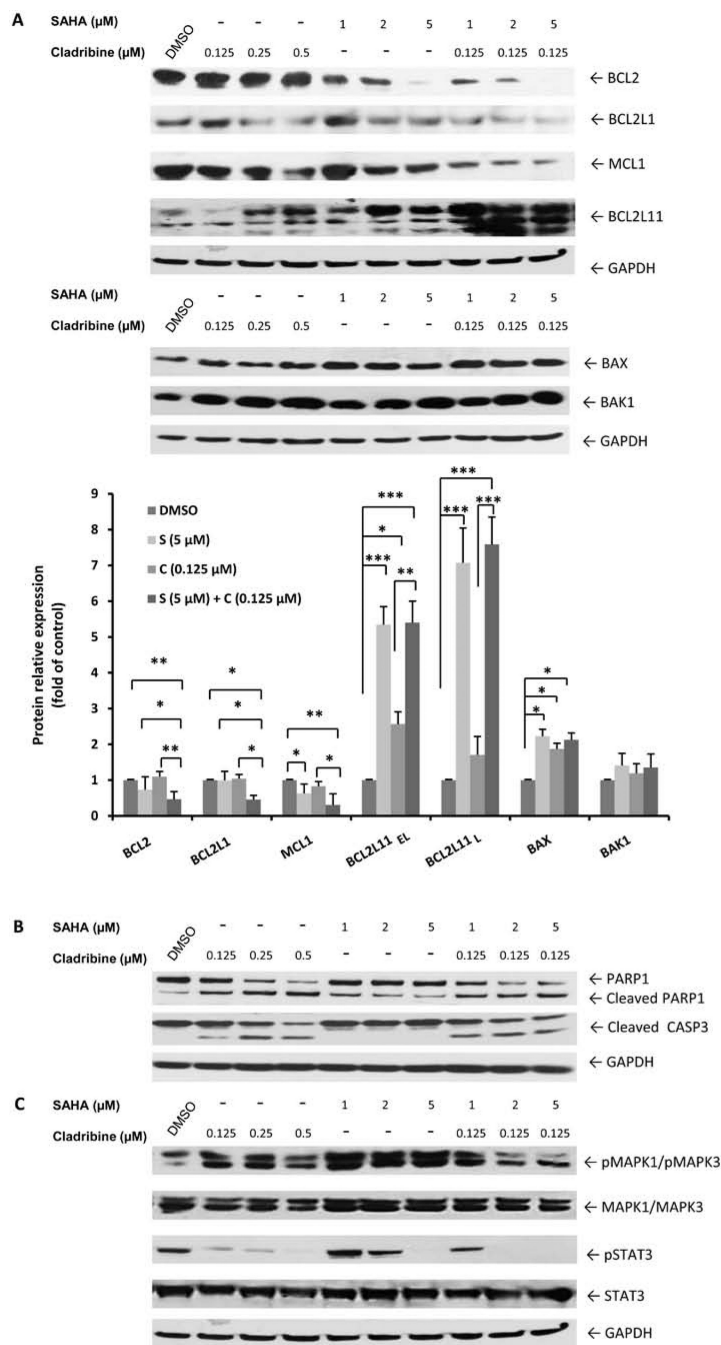 A
SAHA (µM) DMSO – – – 1 2 5 1 2 5
Cladribine (µM) 0.125 0.25 0.5 – – – 0.125 0.125 0.125
← BCL2
← BCL2L1
← MCL1
← BCL2L11
← GAPDH
SAHA (µM) DMSO – – – 1 2 5 1 2 5
Cladribine (µM) 0.125 0.25 0.5 – – – 0.125 0.125 0.125
← BAX
← BAK1
← GAPDH
Protein relative expression
(fold of control)
9
8
7
6
5
4
3
2
1
0
DMSO
S (5 µM)
C (0.125 µM)
S (5 µM) + C (0.125 µM)
** * **
* * *
** * *
*** * *** **
*** *** ***
* * *
BCL2 BCL2L1 MCL1 BCL2L11 EL BCL2L11 L BAX BAK1
B
SAHA (µM) DMSO – – – 1 2 5 1 2 5
Cladribine (µM) 0.125 0.25 0.5 – – – 0.125 0.125 0.125
← PARP1
← Cleaved PARP1
← Cleaved CASP3
← GAPDH
C
SAHA (µM) DMSO – – – 1 2 5 1 2 5
Cladribine (µM) 0.125 0.25 0.5 – – – 0.125 0.125 0.125
← pMAPK1/pMAPK3
← MAPK1/MAPK3
← pSTAT3
← STAT3
← GAPDH